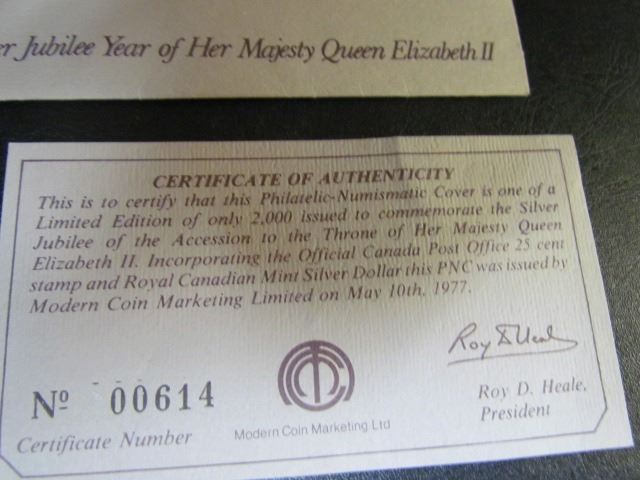 Jubilee Year of Her Majesty Queen Elizabeth II
CERTIFICATE OF AUTHENTICITY
This is to certify that this Philatelic-Numismatic Cover is one of a
Limited Edition of only 2,000 issued to commemorate the Silver
Jubilee of the Accession to the Throne of Her Majesty Queen
Elizabeth II. Incorporating the Official Canada Post Office 25 cent
stamp and Royal Canadian Mint Silver Dollar this PNC was issued by
Modern Coin Marketing Limited on May 10th, 1977.
Roy D Heale
Nº 00614
Certificate Number
Modern Coin Marketing Ltd
Roy D. Heale,
President